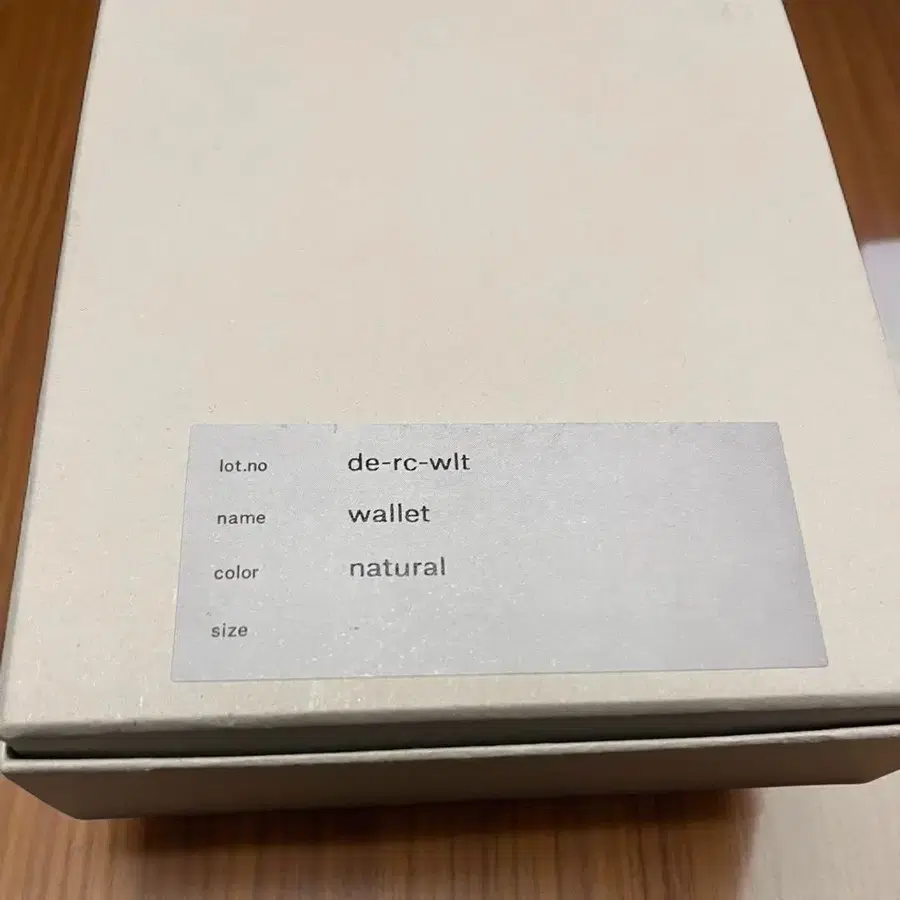 lot.no de-rc-wlt
name wallet
color natural
size -